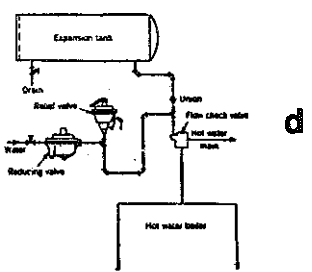 Expansion tank
Drain
Relief valve
Union
Flow check valve
Hot water
main
Water
Reducing valve
Hot water boiler
d